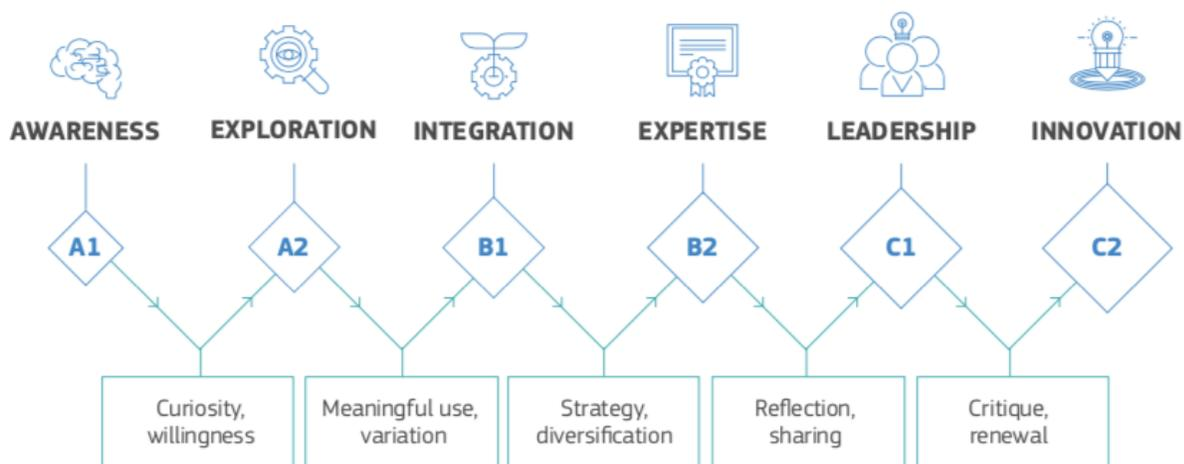 AWARENESS
EXPLORATION
INTEGRATION
EXPERTISE
LEADERSHIP
INNOVATION
A1
A2
B1
B2
C1
C2
Curiosity,
willingness
Meaningful use,
variation
Strategy,
diversification
Reflection,
sharing
Critique,
renewal